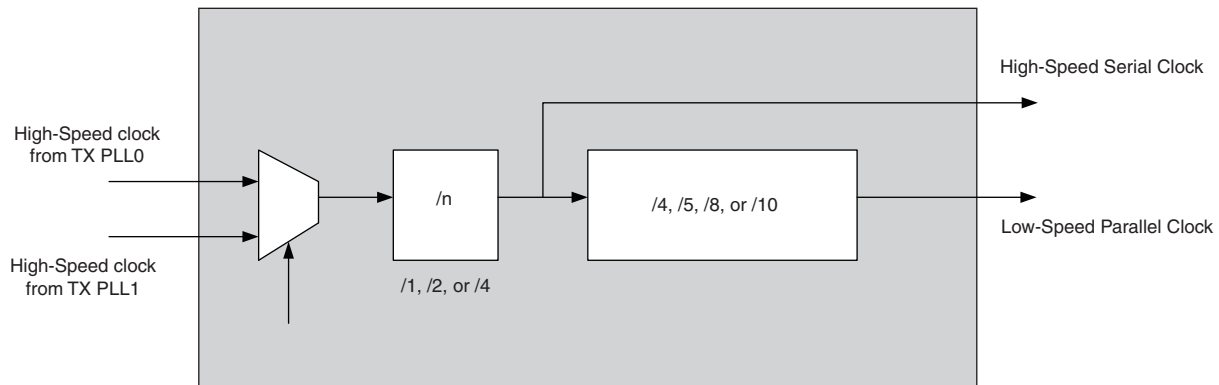 High-Speed Serial Clock
High-Speed clock
from TX PLL0
/n
/4, /5, /8, or /10
Low-Speed Parallel Clock
High-Speed clock
from TX PLL1
/1, /2, or /4